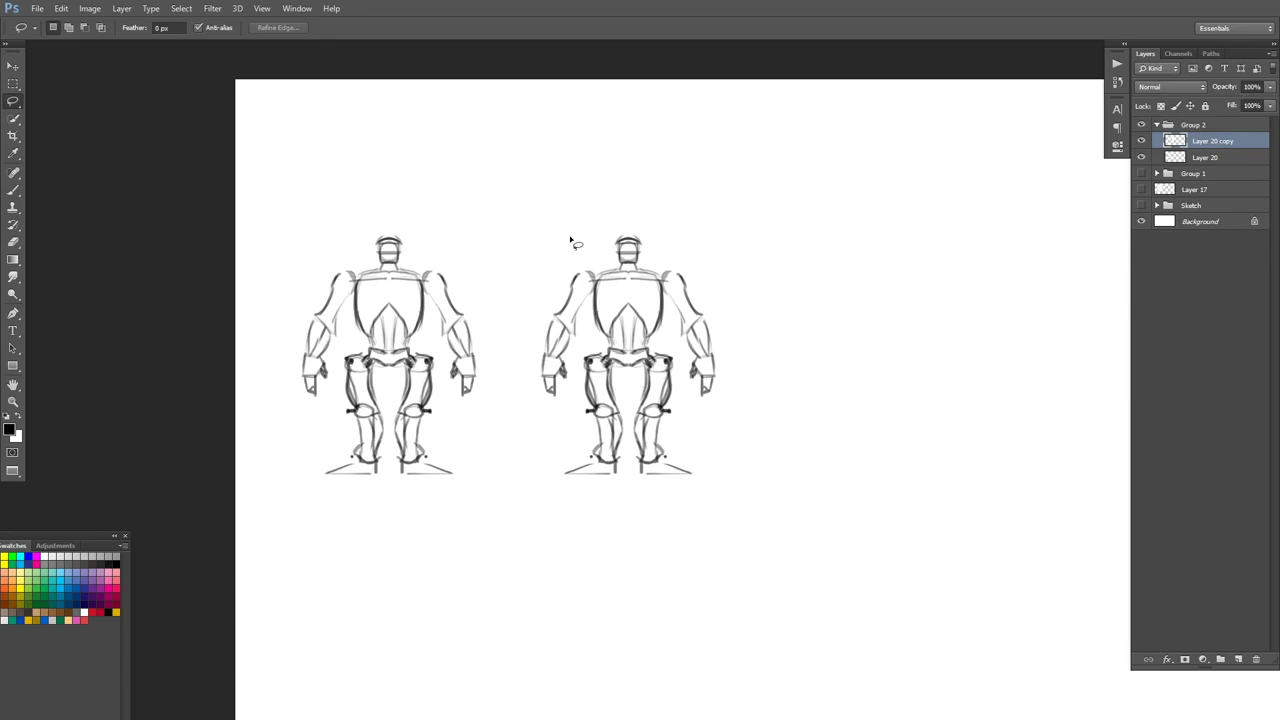 Ps File Edit Image Layer Type Select Filter 3D View Window Help
Feather: 0 px Anti-alias Refine Edge... Essentials
Layers Channels Paths
Kind
Normal Opacity: 100%
Lock: Fill: 100%
Group 2
Layer 20 copy
Layer 20
Group 1
Layer 17
Sketch
Background
Swatches Adjustments